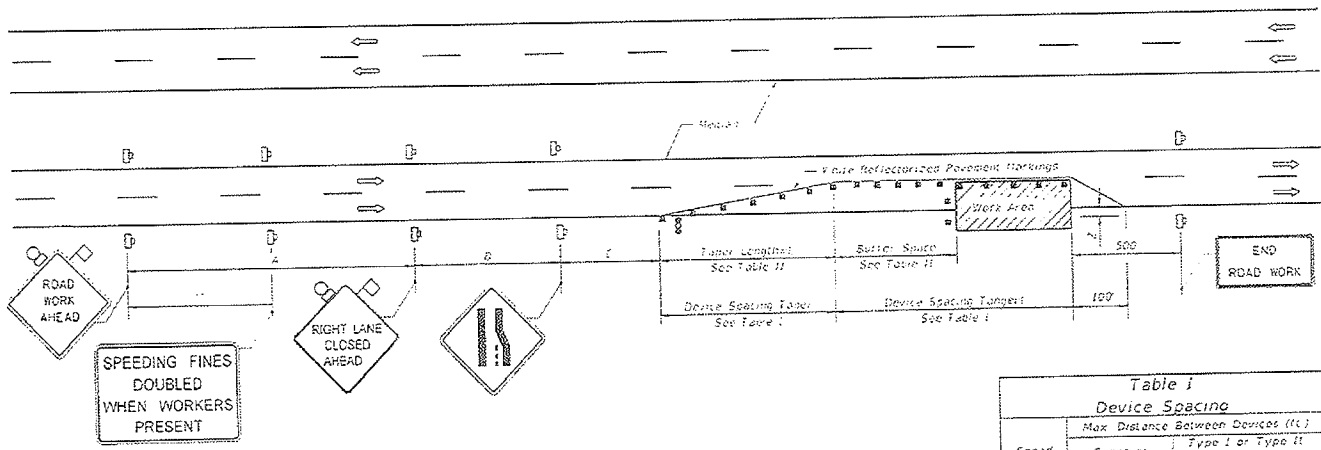 Median
White Reflectorized Pavement Markings
Work Area
A
B
C
Taper Length
See Table II
Buffer Space
See Table II
500
100
Device Spacing Taper
See Table I
Device Spacing Tangent
See Table I
ROAD
WORK
AHEAD
SPEEDING FINES
DOUBLED
WHEN WORKERS
PRESENT
RIGHT LANE
CLOSED
AHEAD
END
ROAD WORK
Table I
Device Spacing
Max. Distance Between Devices (ft.)
Type I or Type II